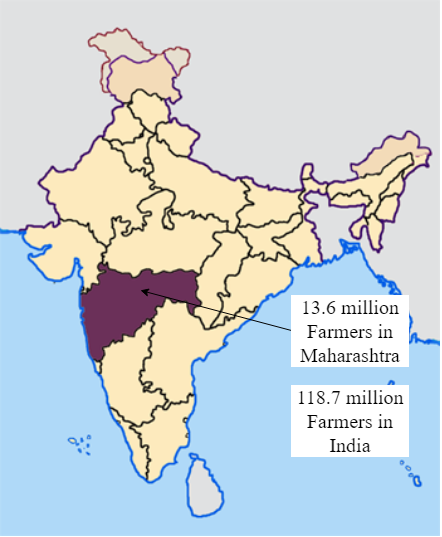 13.6 million
Farmers in
Maharashtra
118.7 million
Farmers in
India